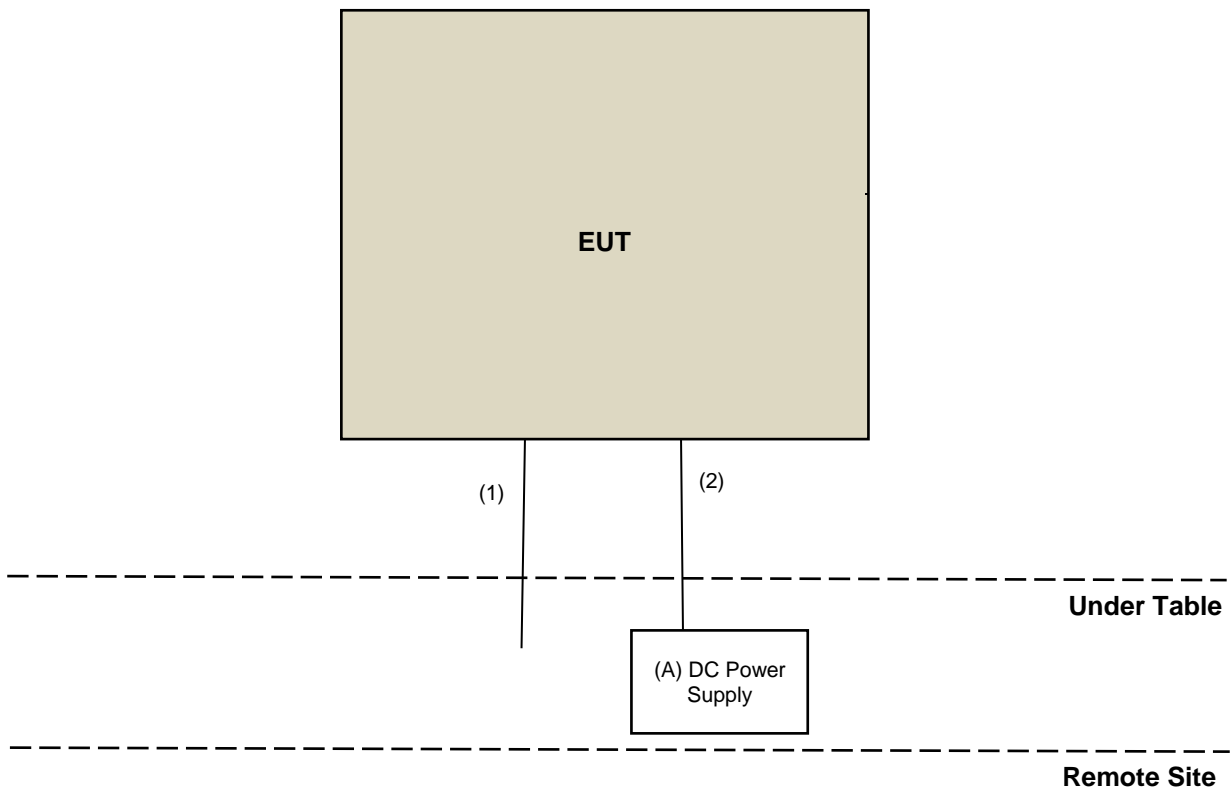 EUT
(1)
(2)
Under Table
(A) DC Power
Supply
Remote Site